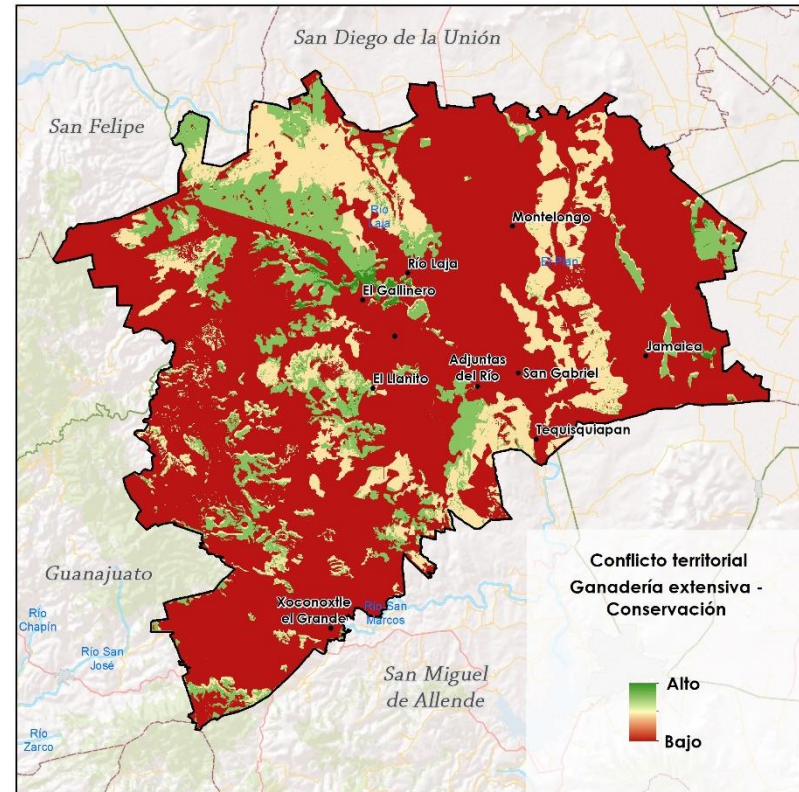 San Diego de la Unión
San Felipe
Río
Laja
Montelongo
El Plan
Río Laja
El Gallinero
Jamaica
Adjuntas
del Río
San Gabriel
El Llanito
Tequisquiapan
Guanajuato
Xoconoxtle
el Grande
Río San
Marcos
Río
Chapín
Río San
José
San Miguel
de Allende
Río
Zarco
Conflicto territorial
Ganadería extensiva -
Conservación
Alto
Bajo